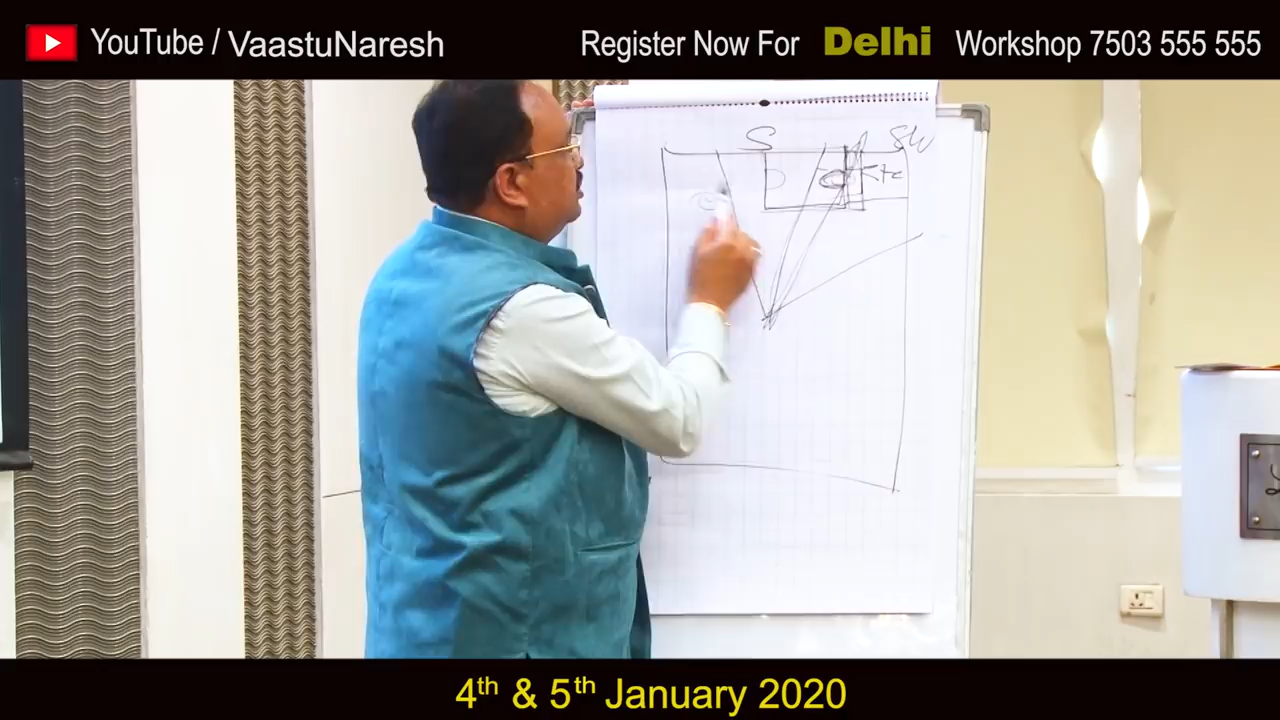 YouTube / VaastuNaresh
Register Now For Delhi Workshop 7503 555 555
S
SW
4th & 5th January 2020